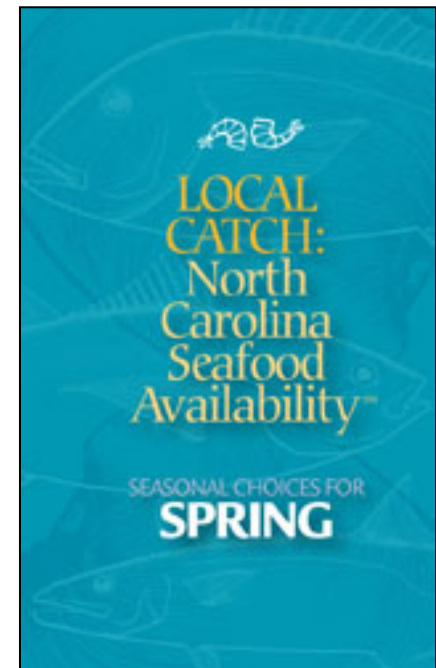 LOCAL
CATCH:
North
Carolina
Seafood
Availability™
SEASONAL CHOICES FOR
SPRING